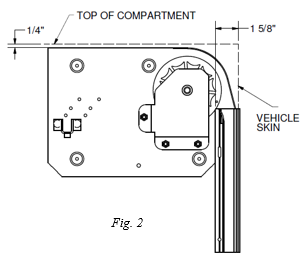 TOP OF COMPARTMENT
1/4"
1 5/8"
VEHICLE
SKIN
Fig. 2